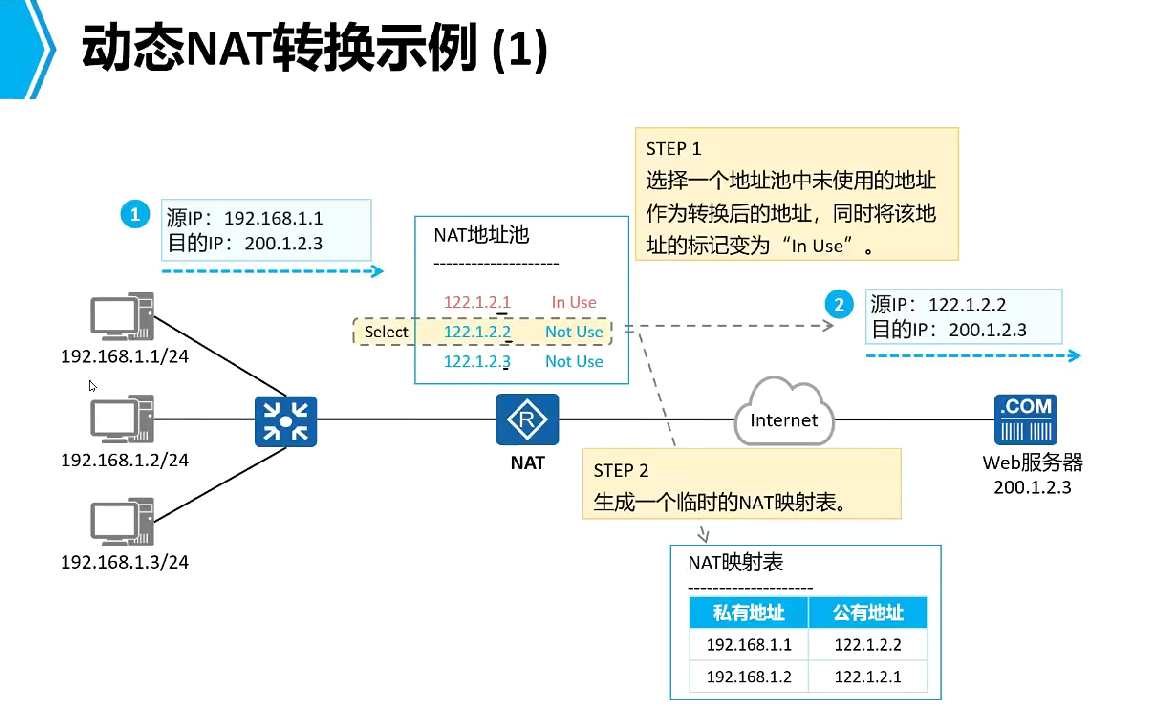 动态NAT转换示例 (1)
STEP 1
选择一个地址池中未使用的地址
作为转换后的地址，同时将该地
址的标记变为“In Use”。
1
源IP：192.168.1.1
目的IP：200.1.2.3
NAT地址池
--------------------
122.1.2.1 In Use
Select 122.1.2.2 Not Use
122.1.2.3 Not Use
2
源IP：122.1.2.2
目的IP：200.1.2.3
192.168.1.1/24
192.168.1.2/24
192.168.1.3/24
R
NAT
Internet
.COM
Web服务器
200.1.2.3
STEP 2
生成一个临时的NAT映射表。
NAT映射表
--------------------
私有地址 公有地址
192.168.1.1 122.1.2.2
192.168.1.2 122.1.2.1